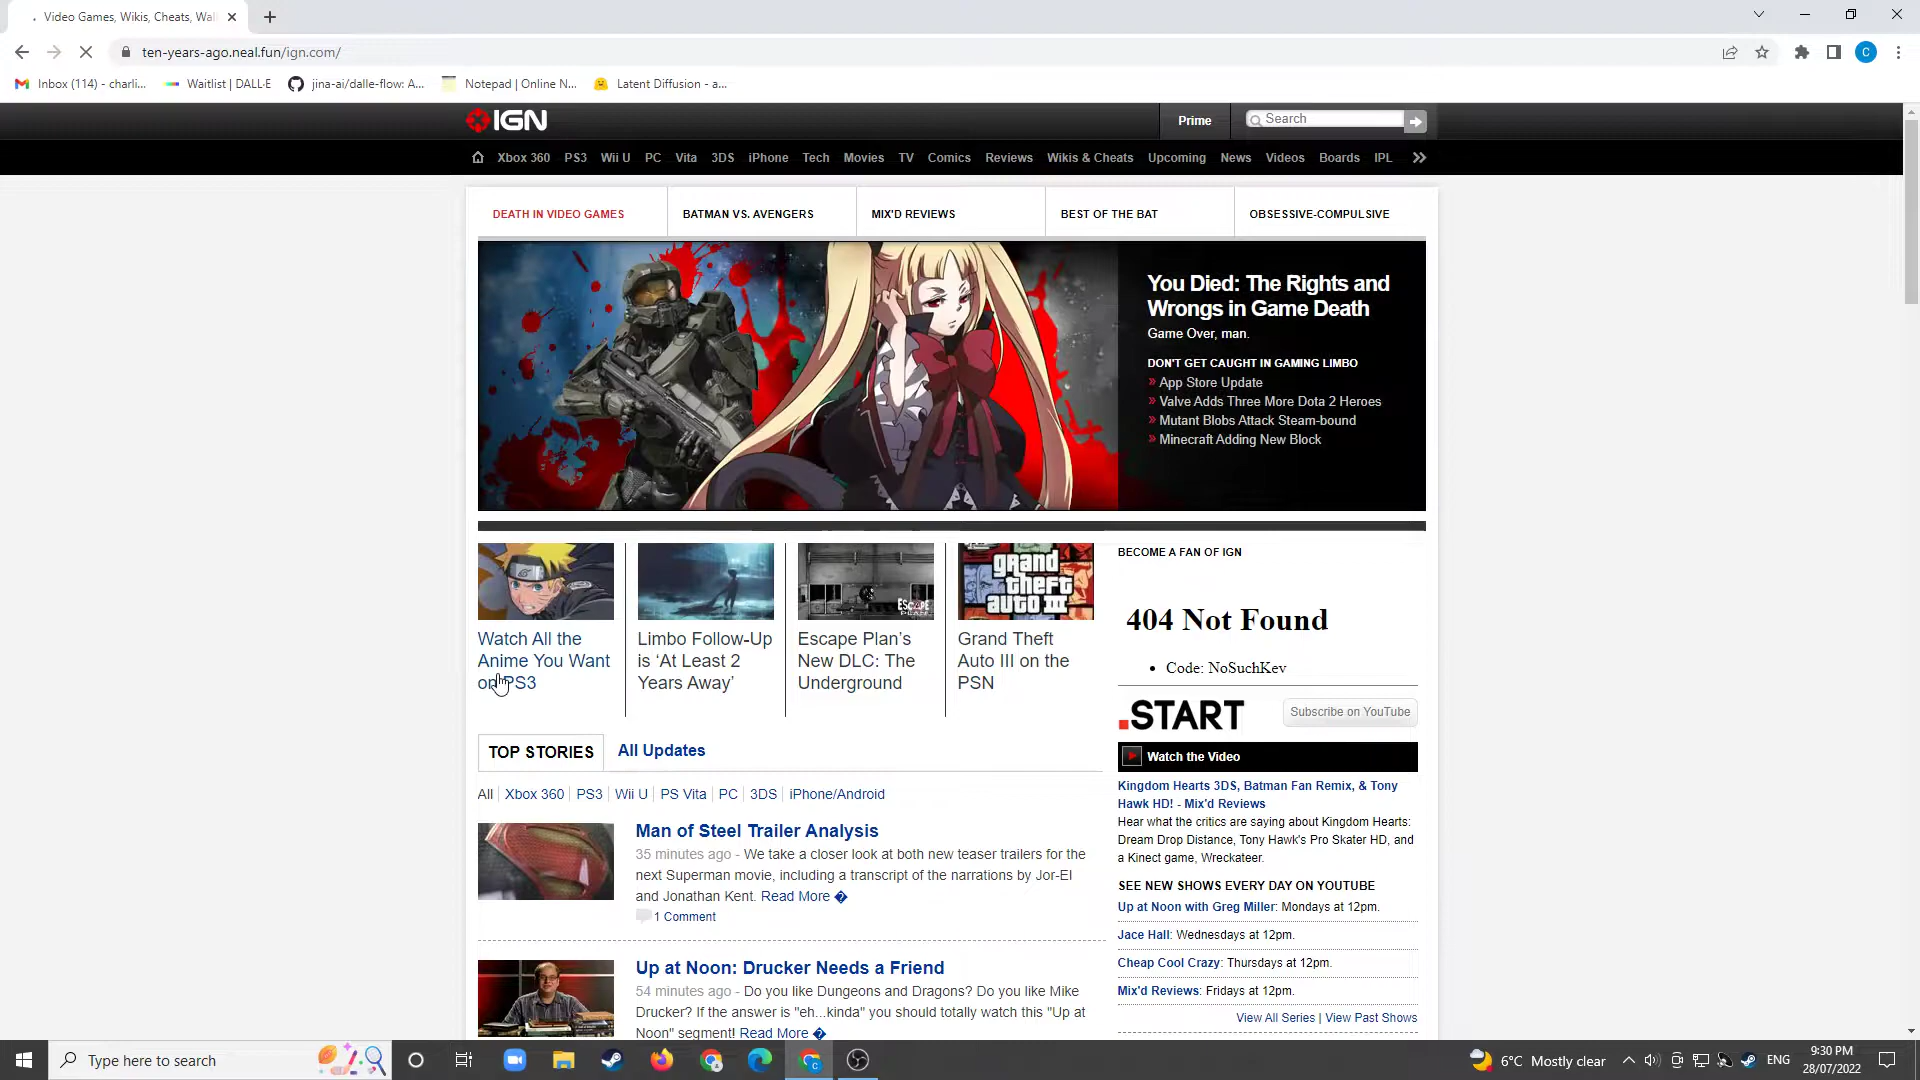 Video Games, Wikis, Cheats, Wal
ten-years-ago.neal.fun/ign.com/
C
Inbox (114) - charli...
Waitlist | DALL·E
jina-ai/dalle-flow: A...
Notepad | Online N...
Latent Diffusion - a...
IGN
Prime
Search
Xbox 360 PS3 Wii U PC Vita 3DS iPhone Tech Movies TV Comics Reviews Wikis & Cheats Upcoming News Videos Boards IPL
DEATH IN VIDEO GAMES
BATMAN VS. AVENGERS
MIX'D REVIEWS
BEST OF THE BAT
OBSESSIVE-COMPULSIVE
You Died: The Rights and
Wrongs in Game Death
Game Over, man.
DON'T GET CAUGHT IN GAMING LIMBO
» App Store Update
» Valve Adds Three More Dota 2 Heroes
» Mutant Blobs Attack Steam-bound
» Minecraft Adding New Block
ESCAPE PLAN
grand
theft
auto III
Watch All the
Anime You Want
on PS3
Limbo Follow-Up
is ‘At Least 2
Years Away’
Escape Plan’s
New DLC: The
Underground
Grand Theft
Auto III on the
PSN
BECOME A FAN OF IGN
404 Not Found
• Code: NoSuchKey
.START
Subscribe on YouTube
Watch the Video
Kingdom Hearts 3DS, Batman Fan Remix, & Tony
Hawk HD! - Mix'd Reviews
Hear what the critics are saying about Kingdom Hearts:
Dream Drop Distance, Tony Hawk's Pro Skater HD, and
a Kinect game, Wreckateer.
SEE NEW SHOWS EVERY DAY ON YOUTUBE
Up at Noon with Greg Miller: Mondays at 12pm.
Jace Hall: Wednesdays at 12pm.
Cheap Cool Crazy: Thursdays at 12pm.
Mix'd Reviews: Fridays at 12pm.
View All Series | View Past Shows
TOP STORIES
All Updates
All | Xbox 360 | PS3 | Wii U | PS Vita | PC | 3DS | iPhone/Android
Man of Steel Trailer Analysis
35 minutes ago - We take a closer look at both new teaser trailers for the
next Superman movie, including a transcript of the narrations by Jor-El
and Jonathan Kent. Read More �
1 Comment
Up at Noon: Drucker Needs a Friend
54 minutes ago - Do you like Dungeons and Dragons? Do you like Mike
Drucker? If the answer is "eh...kinda" you should totally watch this "Up at
Noon" segment! Read More �
Type here to search
6°C Mostly clear
ENG
9:30 PM
28/07/2022